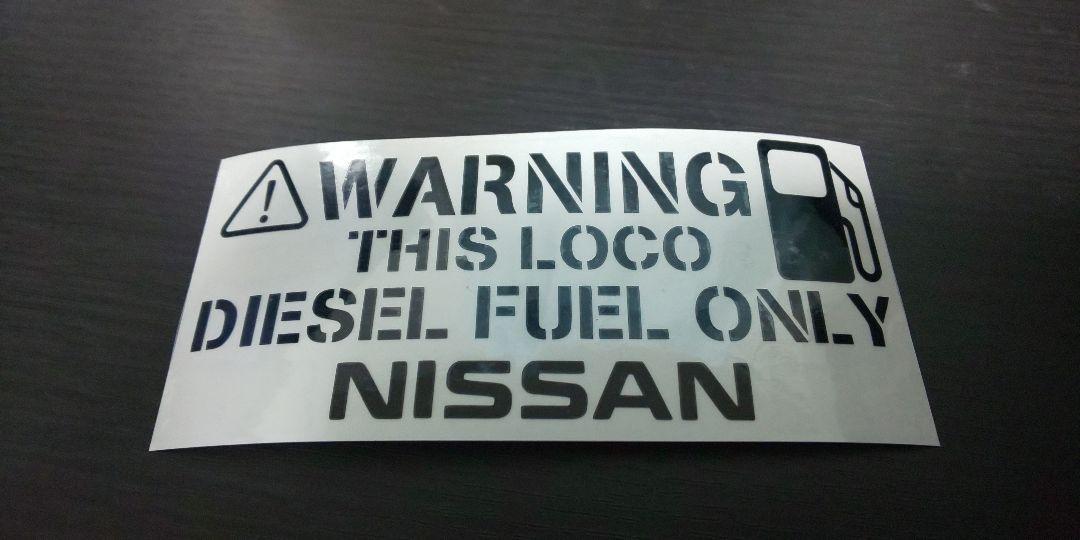 WARNING
THIS LOCO
DIESEL FUEL ONLY
NISSAN